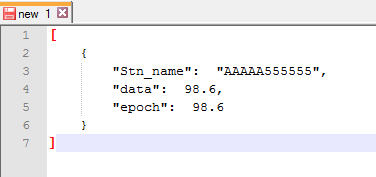 new 1
1 [
2 {
3 "Stn_name": "AAAAA555555",
4 "data": 98.6,
5 "epoch": 98.6
6 }
7 ]